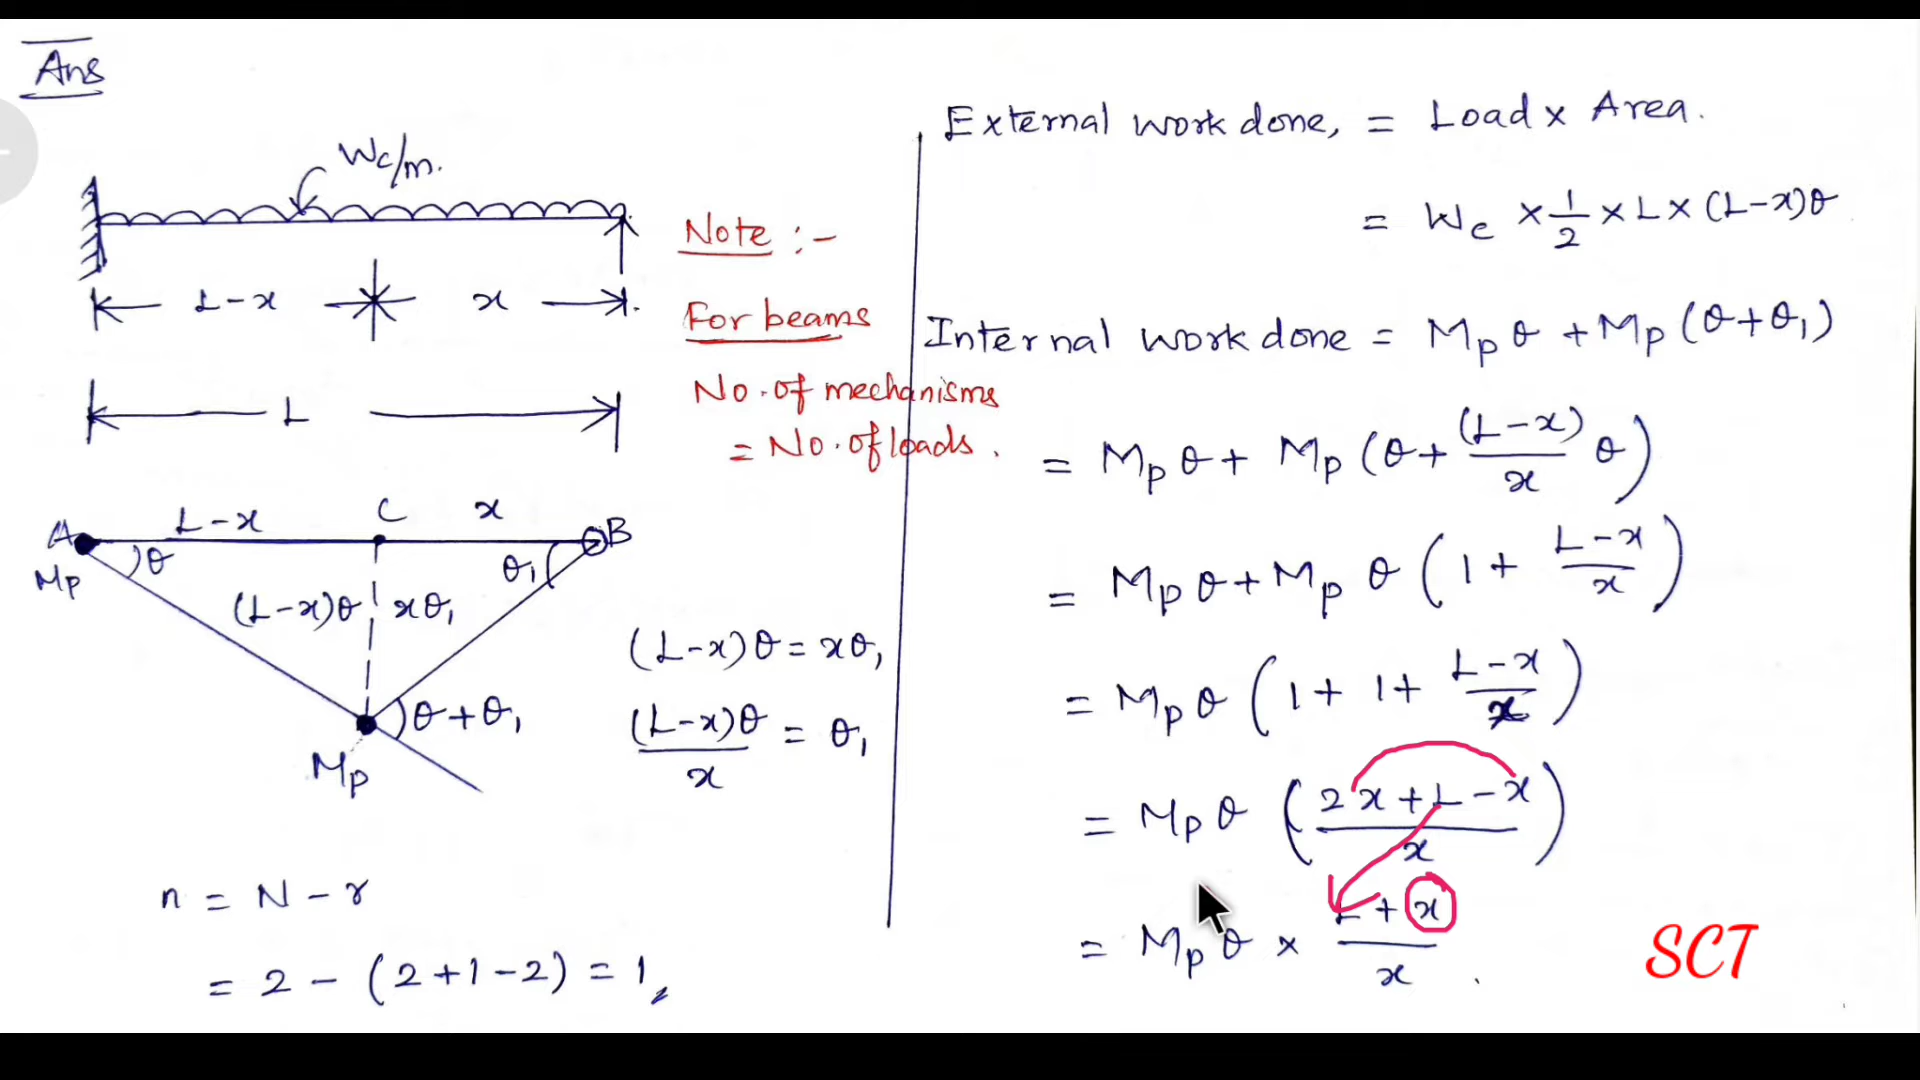 Ans
Wc/m.
L-x
x
L
Note :-
For beams
No. of mechanisms
= No. of loads.
A
L-x
C
x
B
θ
θ₁
Mp
(L-x)θ
xθ₁
θ+θ₁
Mp
(L-x)θ = xθ₁
(L-x)θ/x = θ₁
n = N - r
= 2 - (2+1-2) = 1
External work done, = Load x Area.
= Wc × 1/2 × L × (L-x)θ
Internal work done = Mp θ + Mp (θ+θ₁)
= Mp θ + Mp (θ + (L-x)/x θ)
= Mp θ + Mp θ (1 + L-x/x)
= Mp θ (1 + 1 + L-x/x)
= Mp θ (2x+L-x/x)
= Mp θ × L+x/x .
SCT